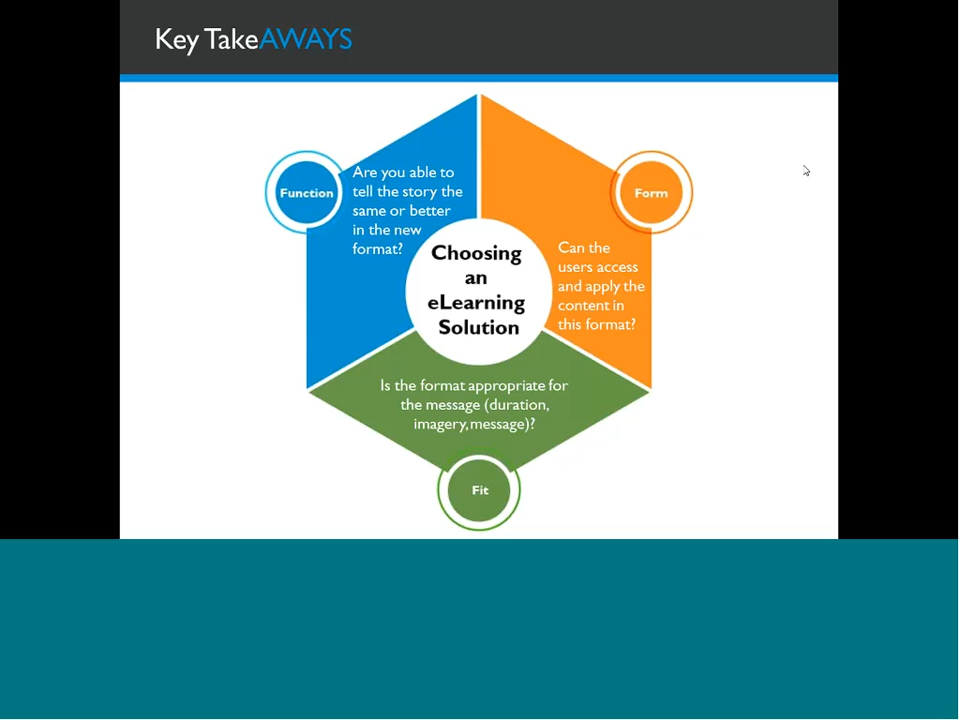 Key TakeAWAYS
Function
Are you able to
tell the story the
same or better
in the new
format?
Form
Can the
users access
and apply the
content in
this format?
Choosing
an
eLearning
Solution
Is the format appropriate for
the message (duration,
imagery, message)?
Fit